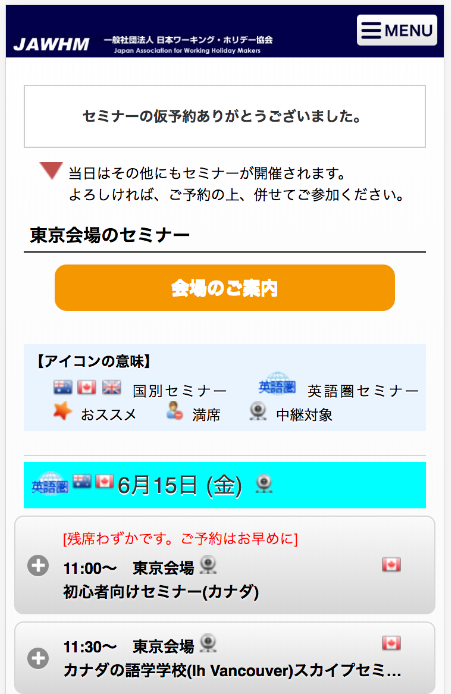 JAWHM 一般社団法人 日本ワーキング・ホリデー協会
Japan Association for Working Holiday Makers
MENU
セミナーの仮予約ありがとうございました。
当日はその他にもセミナーが開催されます。
よろしければ、ご予約の上、併せてご参加ください。
東京会場のセミナー
会場のご案内
【アイコンの意味】
国別セミナー 英語圏 英語圏セミナー
おススメ 満席 中継対象
英語圏 6月15日 (金)
[残席わずかです。ご予約はお早めに]
11:00〜 東京会場
初心者向けセミナー(カナダ)
11:30〜 東京会場
カナダの語学学校(Ih Vancouver)スカイプセミ...